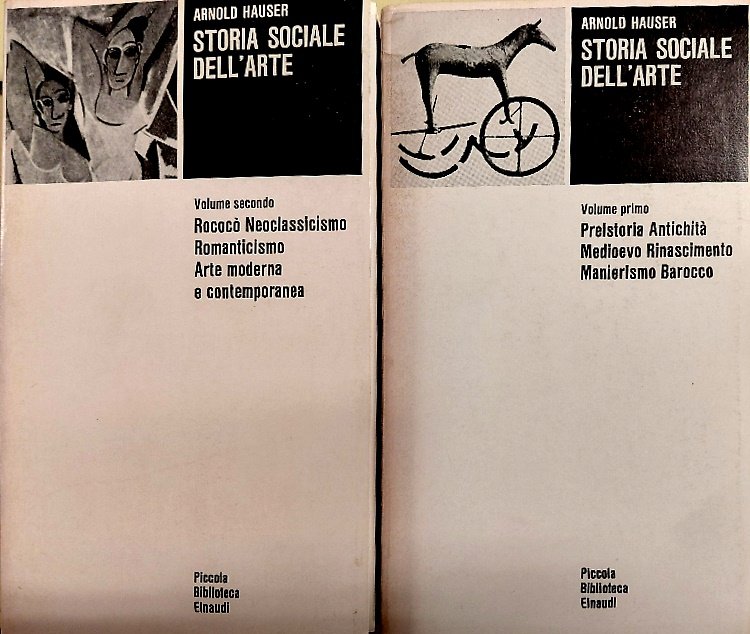 ARNOLD HAUSER
STORIA SOCIALE
DELL'ARTE
Volume secondo
Rococò Neoclassicismo
Romanticismo
Arte moderna
e contemporanea
Piccola
Biblioteca
Einaudi
ARNOLD HAUSER
STORIA SOCIALE
DELL'ARTE
Volume primo
Preistoria Antichità
Medioevo Rinascimento
Manierismo Barocco
Piccola
Biblioteca
Einaudi